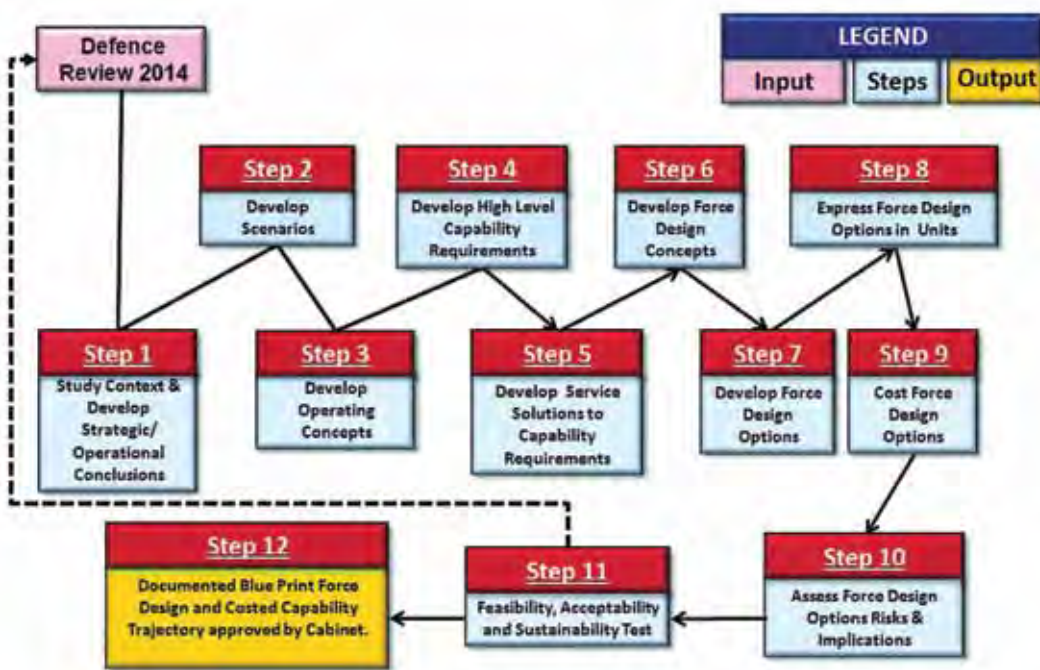 Defence
Review 2014
LEGEND
Input
Steps
Output
Step 2
Develop
Scenarios
Step 4
Develop High Level
Capability
Requirements
Step 6
Develop Force
Design
Concepts
Step 8
Express Force Design
Options in Units
Step 1
Study Context &
Develop
Strategic/
Operational
Conclusions
Step 3
Develop
Operating
Concepts
Step 5
Develop Service
Solutions to
Capability
Requirements
Step 7
Develop Force
Design
Options
Step 9
Cost Force
Design
Options
Step 12
Documented Blue Print Force
Design and Costed Capability
Trajectory approved by Cabinet.
Step 11
Feasibility, Acceptability
and Sustainability Test
Step 10
Assess Force Design
Options Risks &
Implications